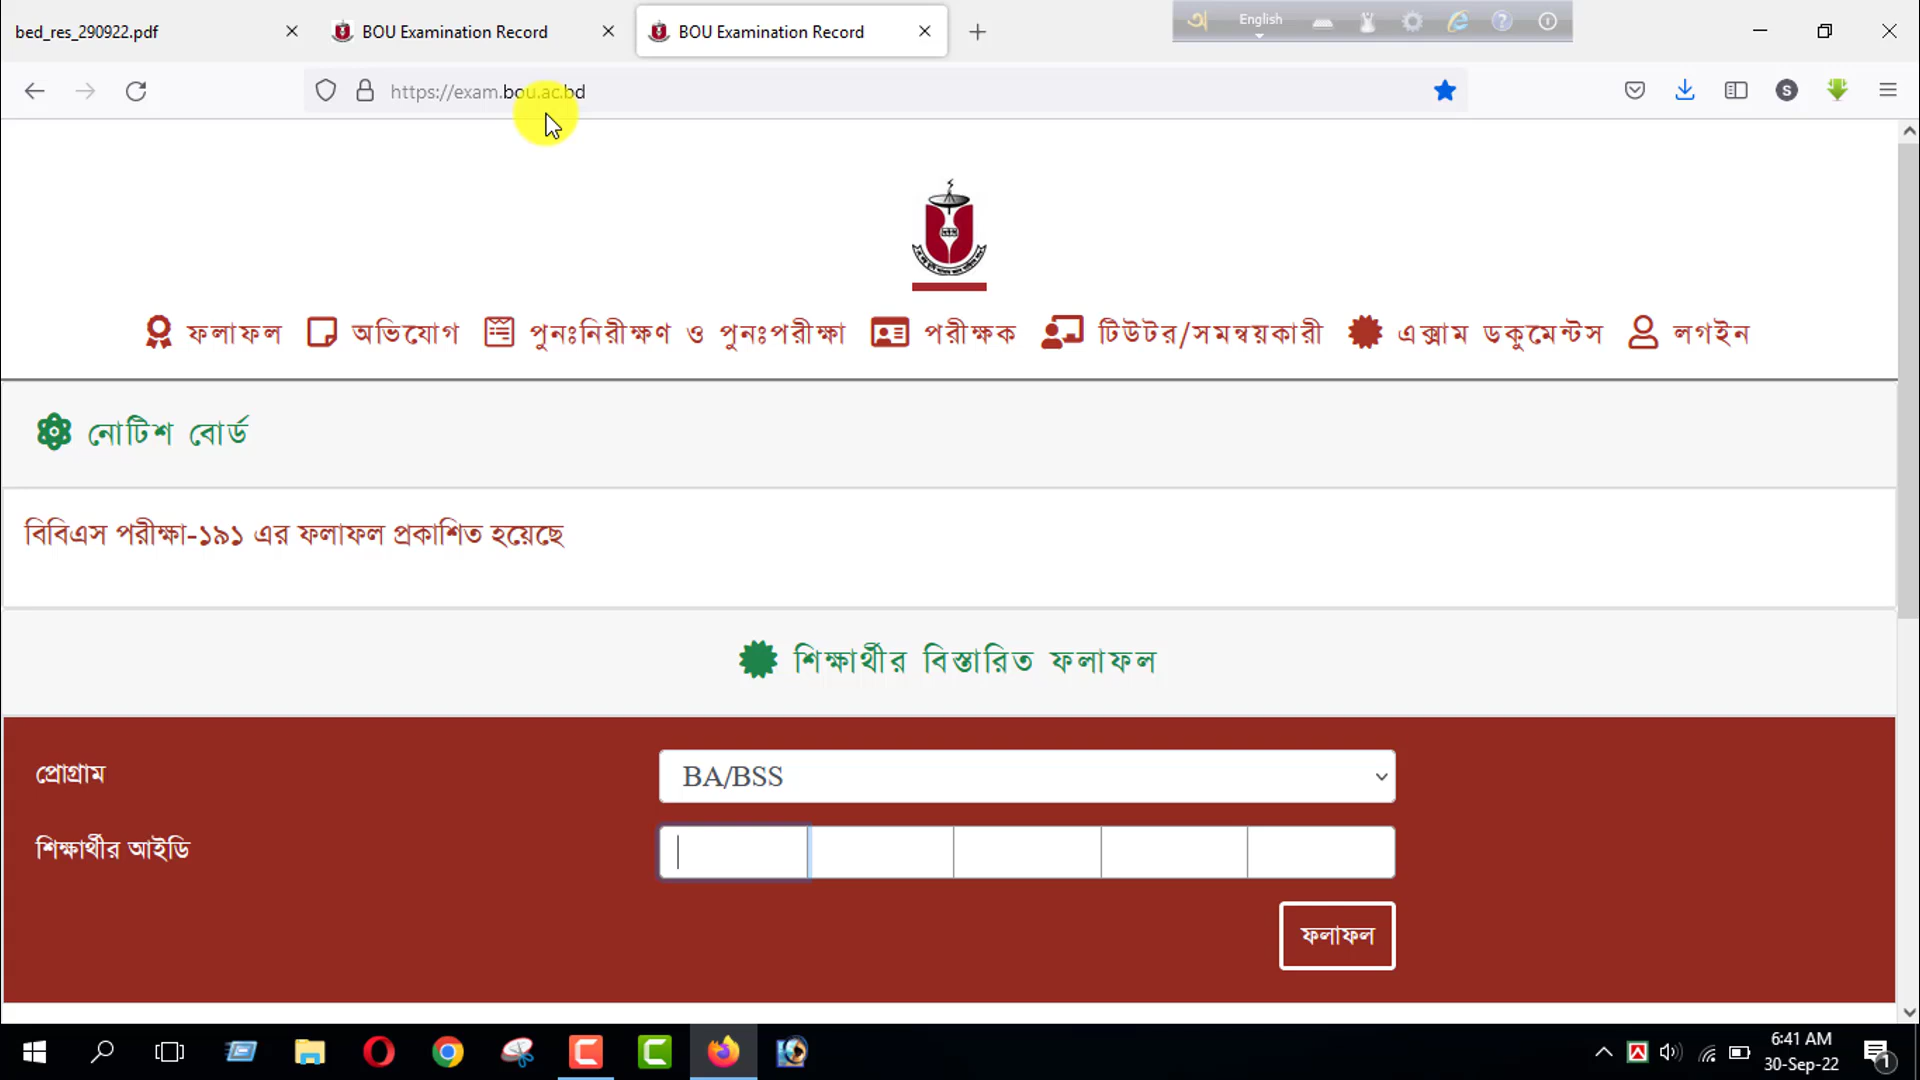 bed_res_290922.pdf
BOU Examination Record
BOU Examination Record
অ
English
https://exam.bou.ac.bd
S
ফলাফল
অভিযোগ
পুনঃনিরীক্ষণ ও পুনঃপরীক্ষা
পরীক্ষক
টিউটর/সমন্বয়কারী
এক্সাম ডকুমেন্টস
লগইন
নোটিশ বোর্ড
বিবিএস পরীক্ষা-১৯১ এর ফলাফল প্রকাশিত হয়েছে
শিক্ষার্থীর বিস্তারিত ফলাফল
প্রোগ্রাম
BA/BSS
শিক্ষার্থীর আইডি
ফলাফল
6:41 AM
30-Sep-22
1